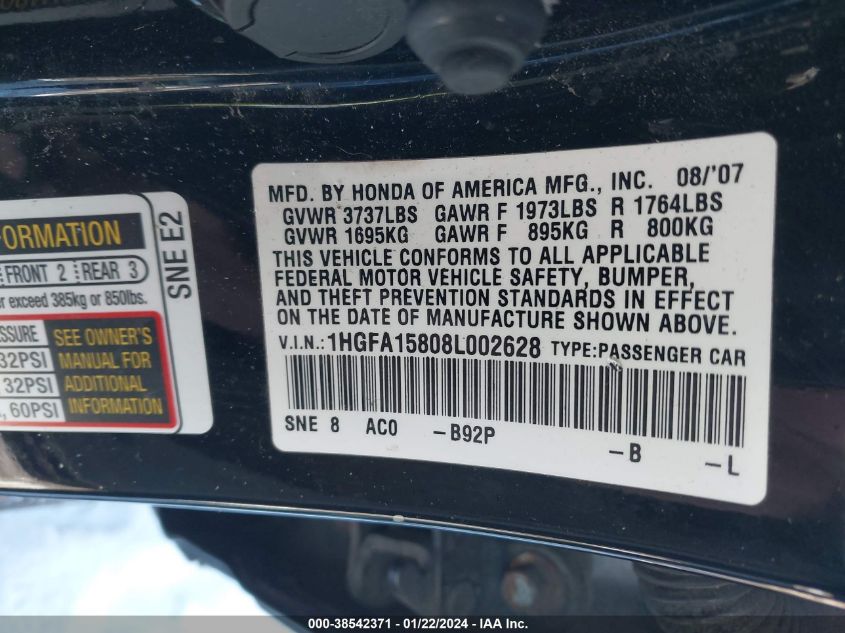 FORMATION
FRONT 2 REAR 3
er exceed 385kg or 850lbs.
SSURE SEE OWNER'S
32PSI MANUAL FOR
, 32PSI ADDITIONAL
, 60PSI INFORMATION
SNE E2
MFD. BY HONDA OF AMERICA MFG., INC. 08/'07
GVWR 3737LBS GAWR F 1973LBS R 1764LBS
GVWR 1695KG GAWR F 895KG R 800KG
THIS VEHICLE CONFORMS TO ALL APPLICABLE
FEDERAL MOTOR VEHICLE SAFETY, BUMPER,
AND THEFT PREVENTION STANDARDS IN EFFECT
ON THE DATE OF MANUFACTURE SHOWN ABOVE.
V.I.N.: 1HGFA15808L002628 TYPE:PASSENGER CAR
SNE 8 AC0 -B92P
-B -L
000-38542371 - 01/22/2024 - IAA, Inc.